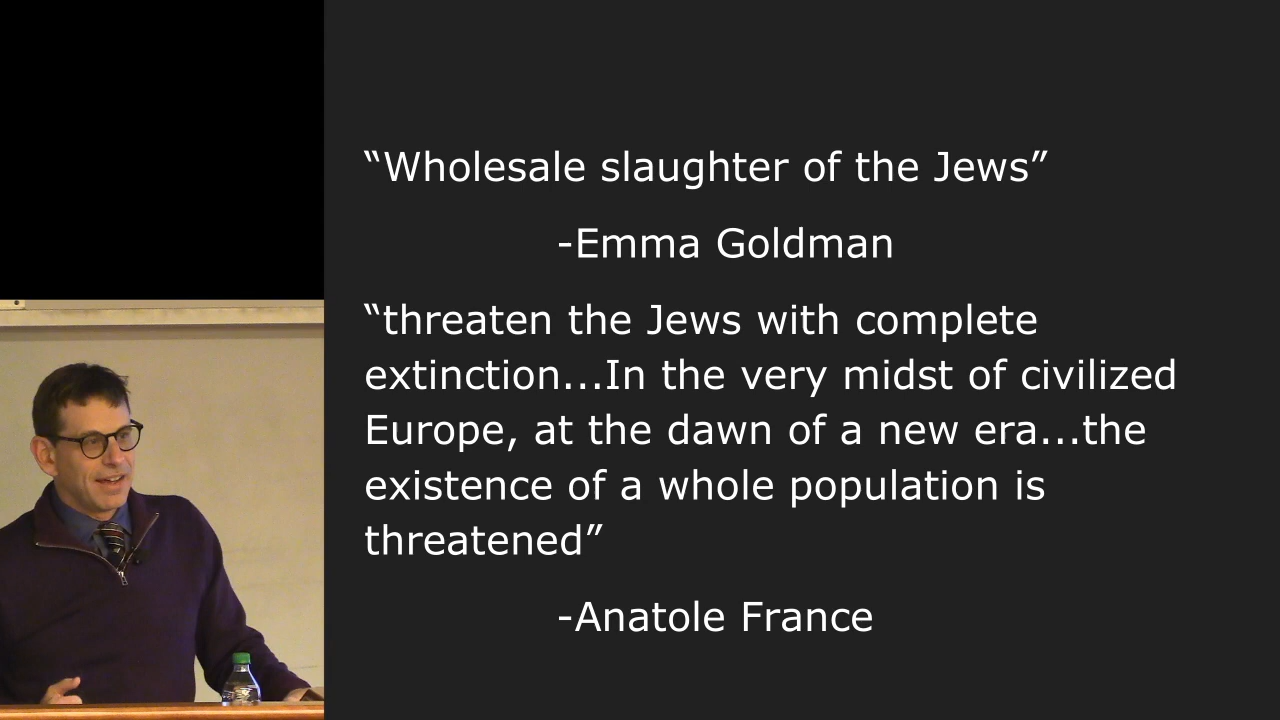 “Wholesale slaughter of the Jews”
-Emma Goldman
“threaten the Jews with complete
extinction...In the very midst of civilized
Europe, at the dawn of a new era...the
existence of a whole population is
threatened”
-Anatole France